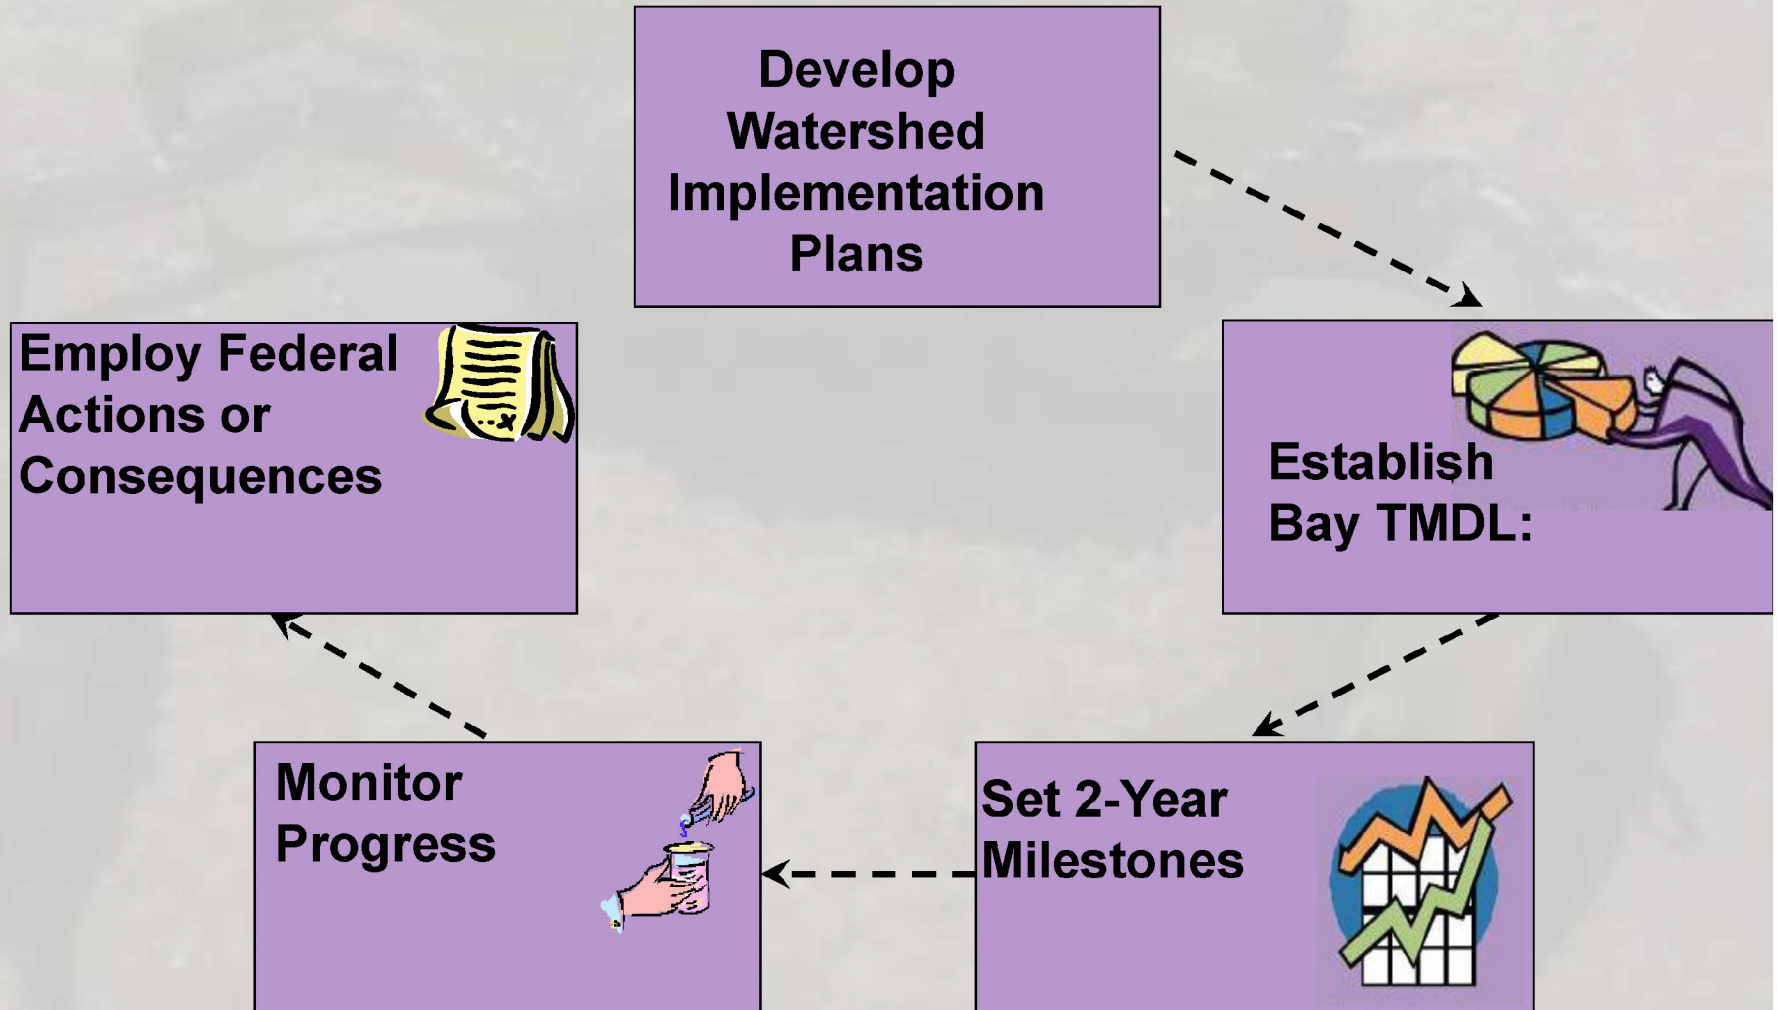 Develop
Watershed
Implementation
Plans
Employ Federal
Actions or
Consequences
Establish
Bay TMDL:
Monitor
Progress
Set 2-Year
Milestones